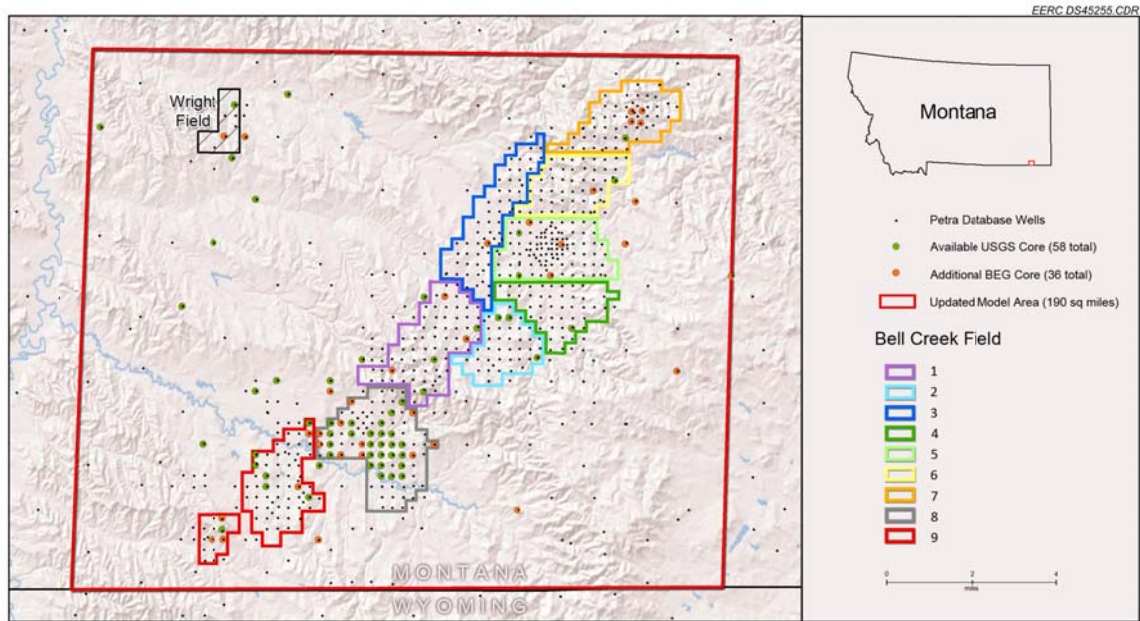 EERC DS45255.CDR
Wright
Field
MONTANA
WYOMING
Montana
Petra Database Wells
Available USGS Core (58 total)
Additional BEG Core (36 total)
Updated Model Area (190 sq miles)
Bell Creek Field
1
2
3
4
5
6
7
8
9
0 2 4
miles